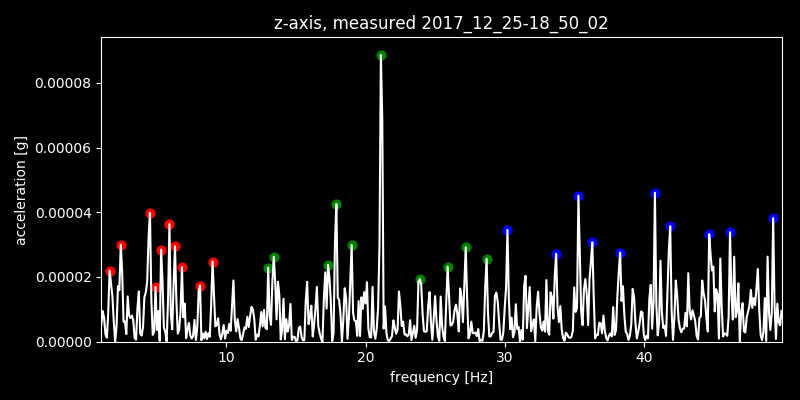 z-axis, measured 2017_12_25-18_50_02
acceleration [g]
0.00008
0.00006
0.00004
0.00002
0.00000
10 20 30 40
frequency [Hz]